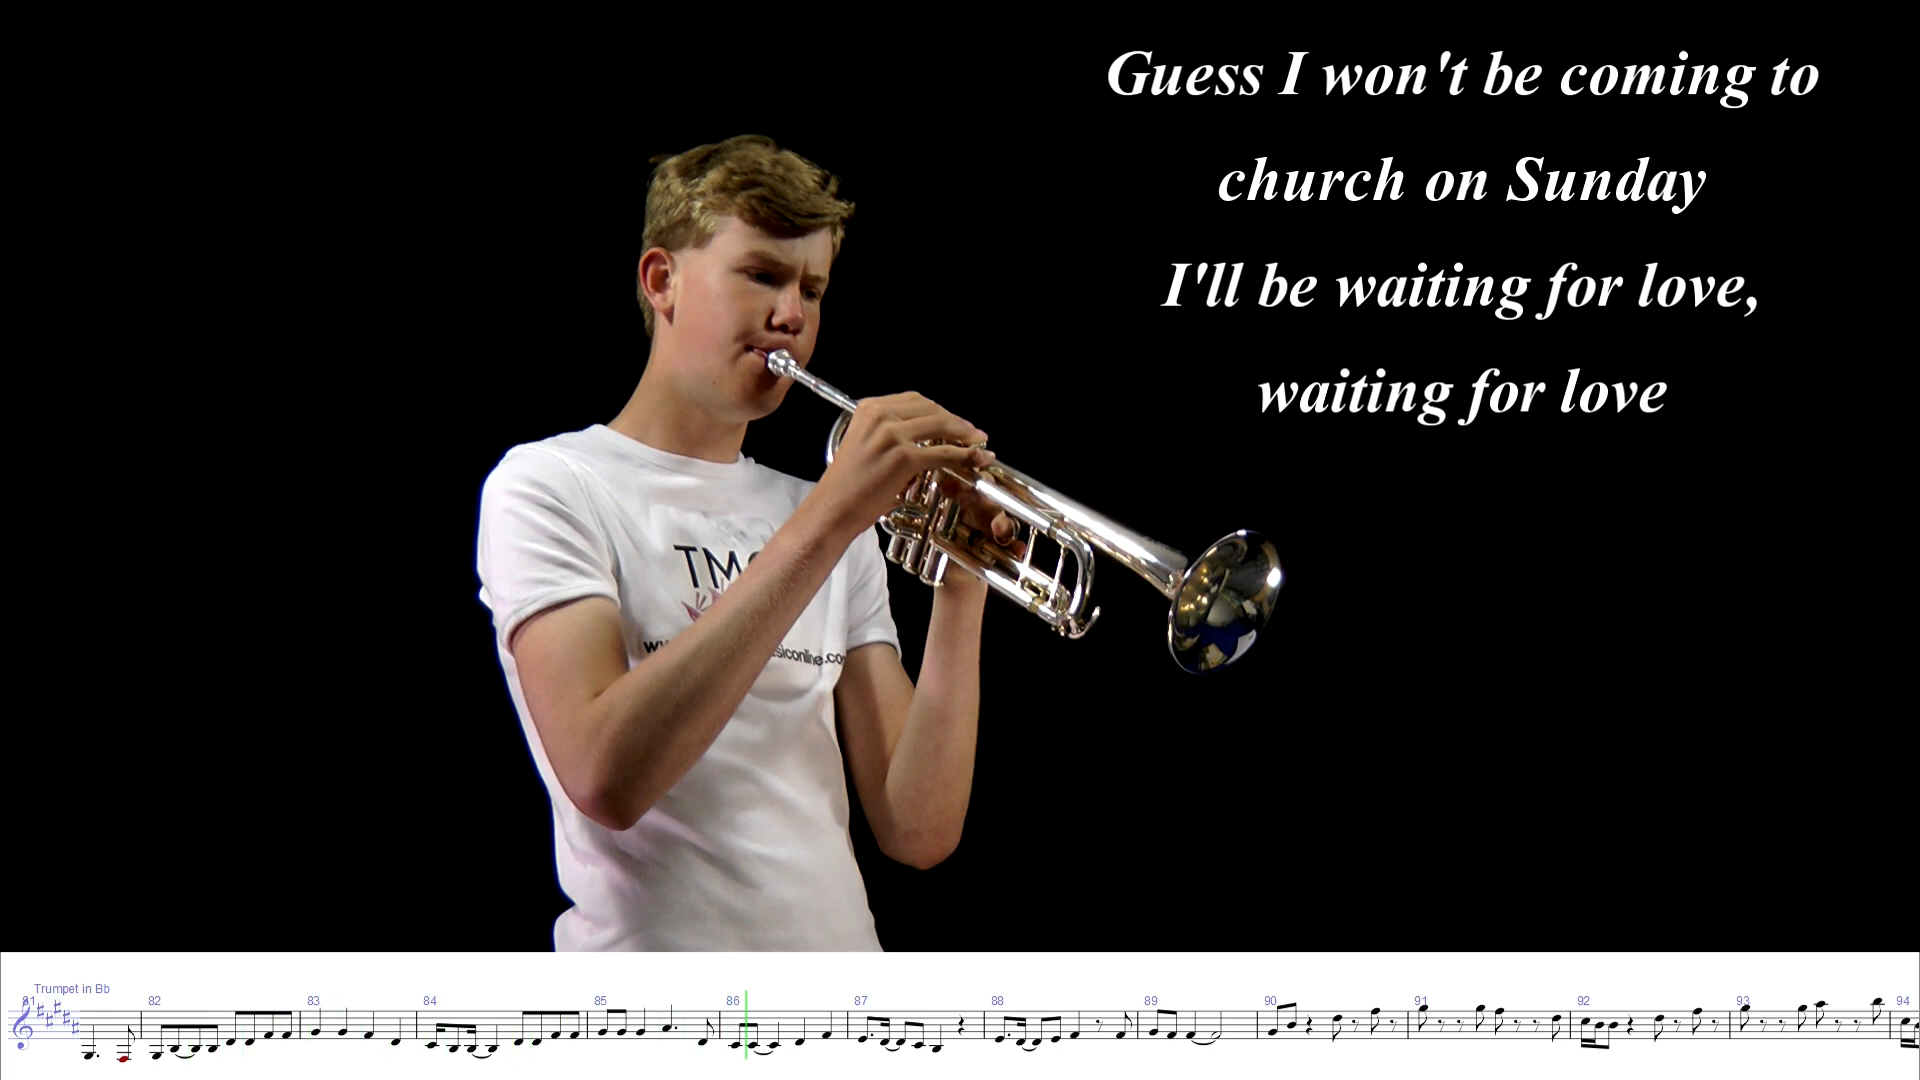 Guess I won't be coming to
church on Sunday
I'll be waiting for love,
waiting for love
TM
Trumpet in Bb
81 82 83 84 85 86 87 88 89 90 91 92 93 94